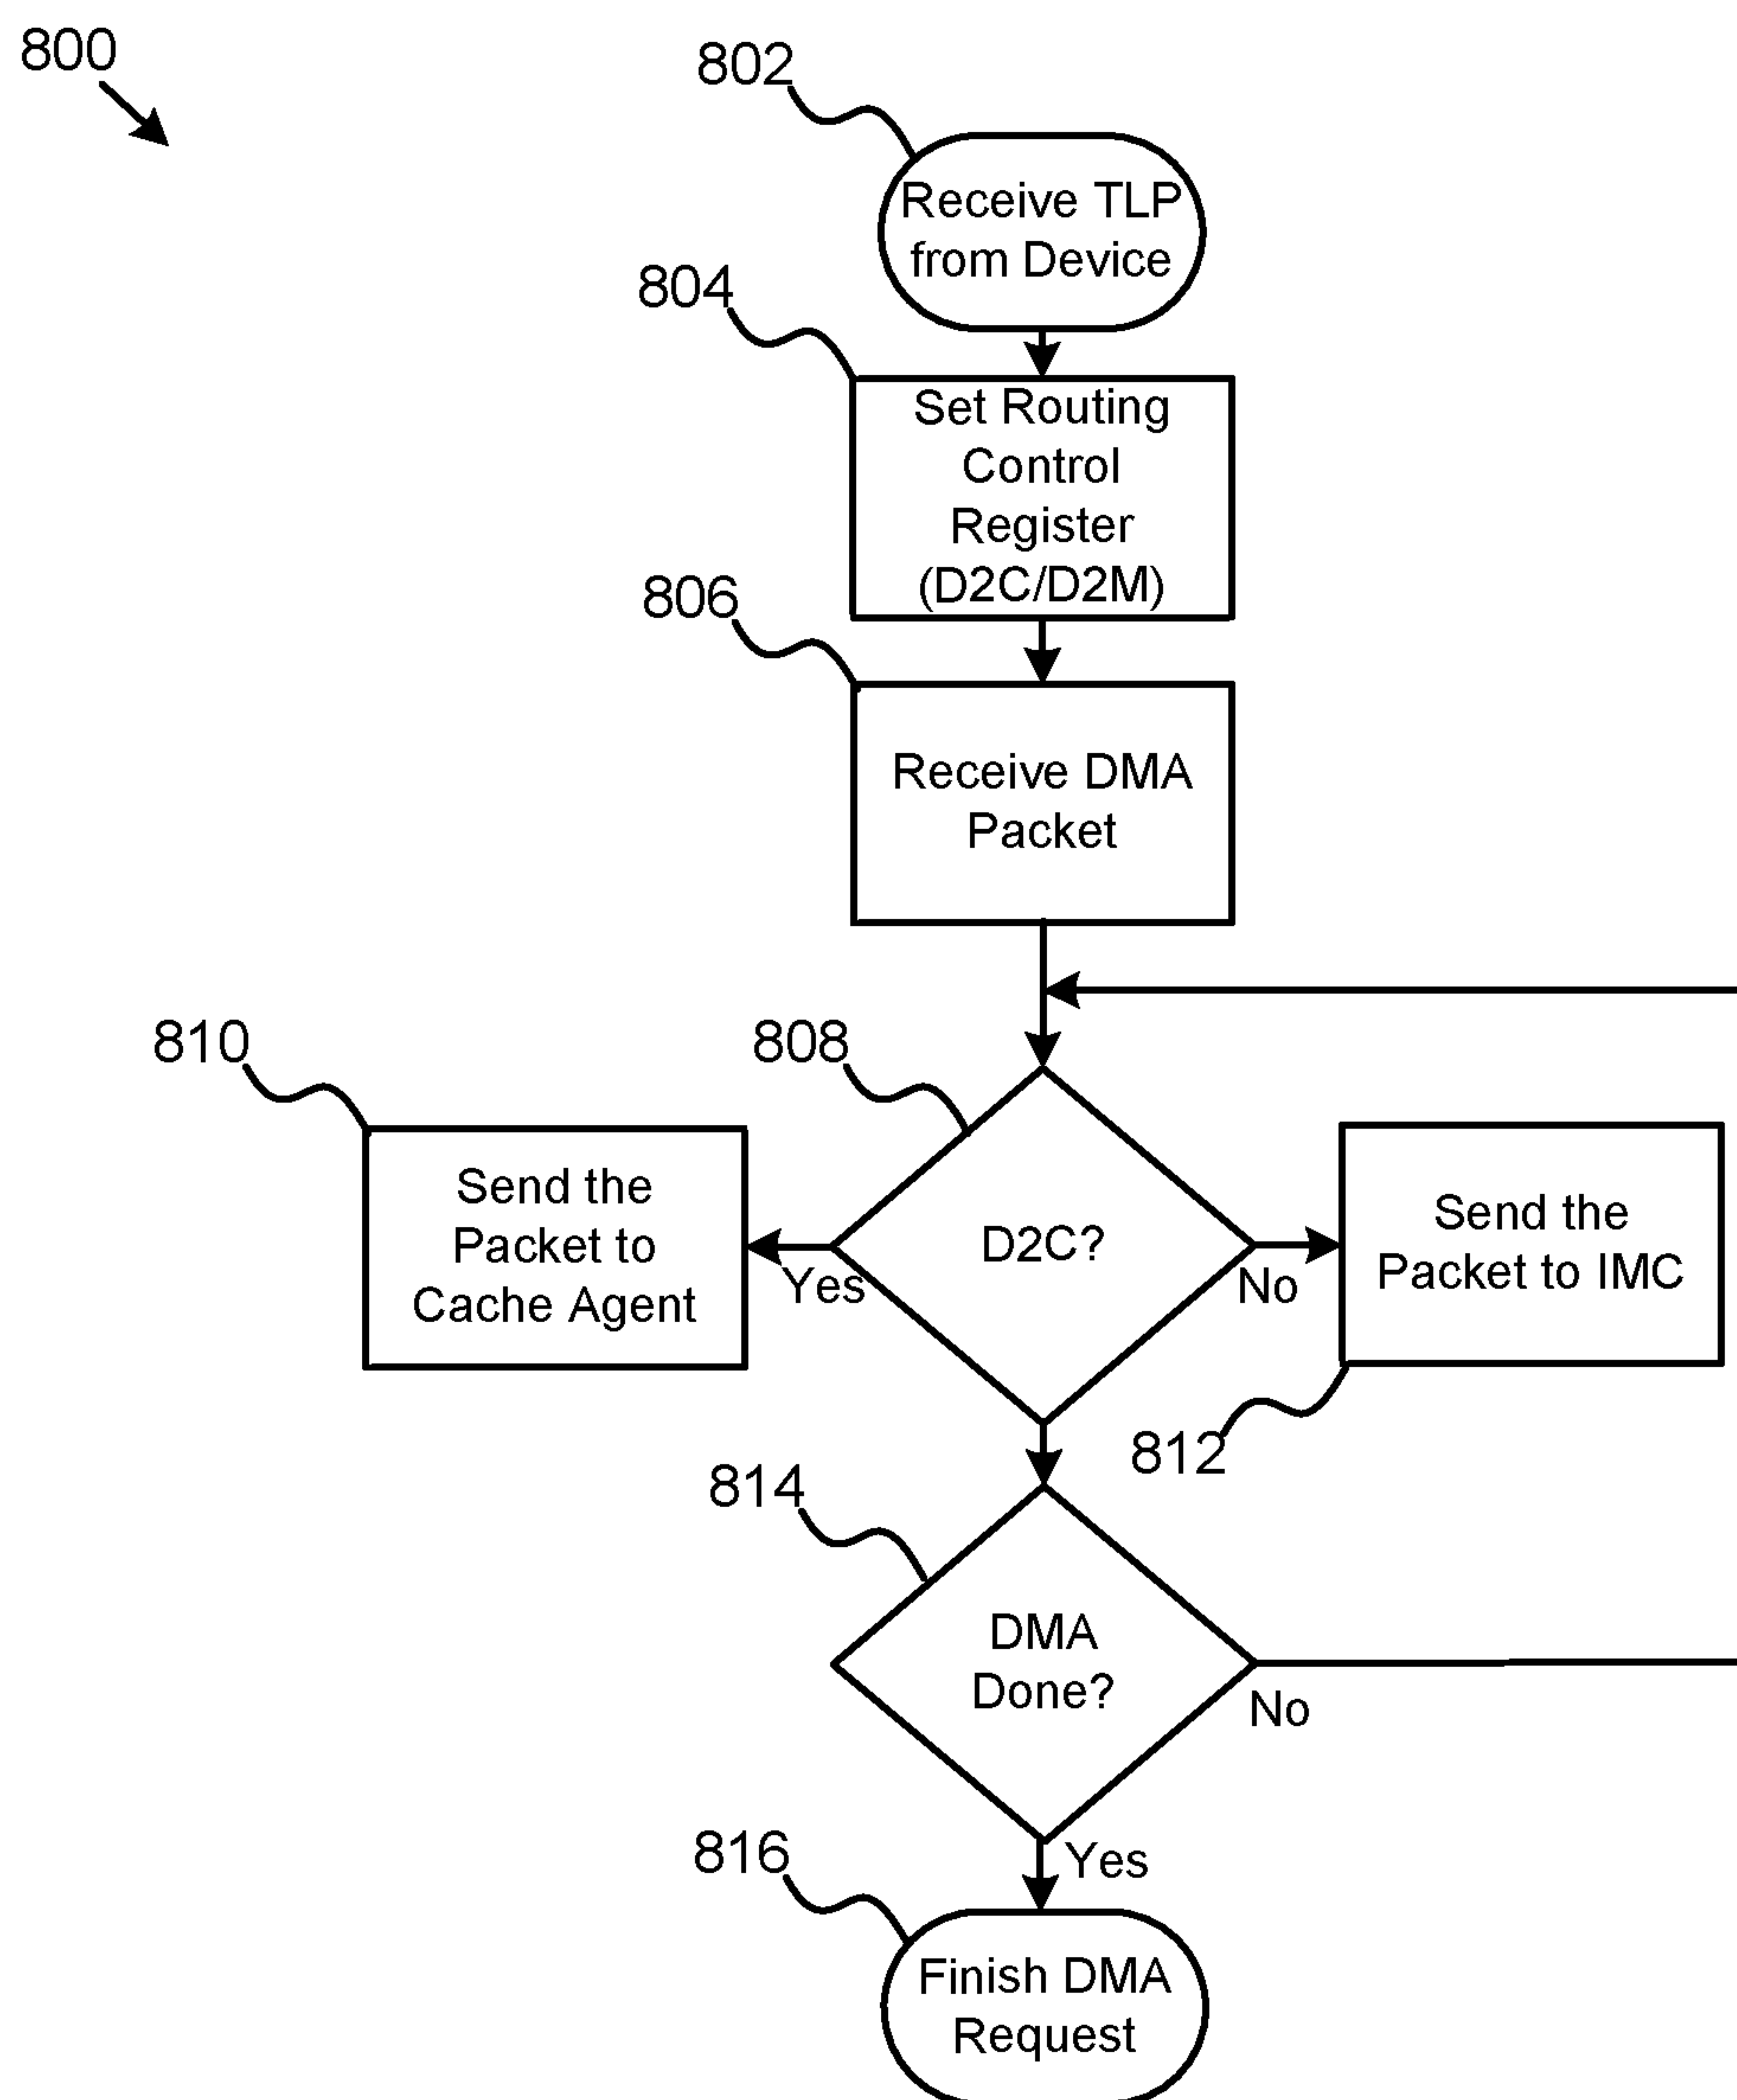 800
802
Receive TLP
from Device
804
Set Routing
Control
Register
(D2C/D2M)
806
Receive DMA
Packet
810
808
Send the
Packet to
Cache Agent
Yes
D2C?
No
Send the
Packet to IMC
812
814
DMA
Done?
No
Yes
816
Finish DMA
Request